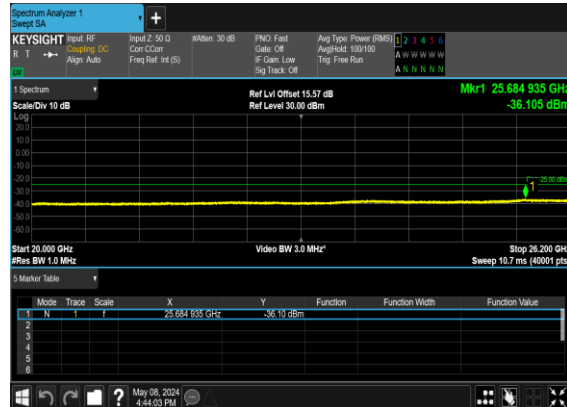 Spectrum Analyzer 1
Swept SA
KEYSIGHT Input: RF Input Z: 50 Ω #Atten: 30 dB PNO: Fast Avg Type: Power (RMS) 1 2 3 4 5 6
R T Coupling: DC Corr CCorr Gate: Off Avg|Hold: 100/100 A W W W W W
Align: Auto Freq Ref: Int (S) IF Gain: Low Trig: Free Run
Sig Track: Off A N N N N N
1 Spectrum Ref Lvl Offset 15.57 dB Mkr1 25.684 935 GHz
Scale/Div 10 dB Ref Level 30.00 dBm -36.105 dBm
Log
20.0
10.0
0.00
-10.0
-25.00 dBm
-20.0
1
-30.0
-40.0
-50.0
-60.0
Start 20.000 GHz Video BW 3.0 MHz* Stop 26.200 GHz
#Res BW 1.0 MHz Sweep 10.7 ms (40001 pts)
5 Marker Table
Mode Trace Scale X Y Function Function Width Function Value
1 N 1 f 25.684 935 GHz -36.10 dBm
2
3
4
5
6
? May 08, 2024
4:44:03 PM